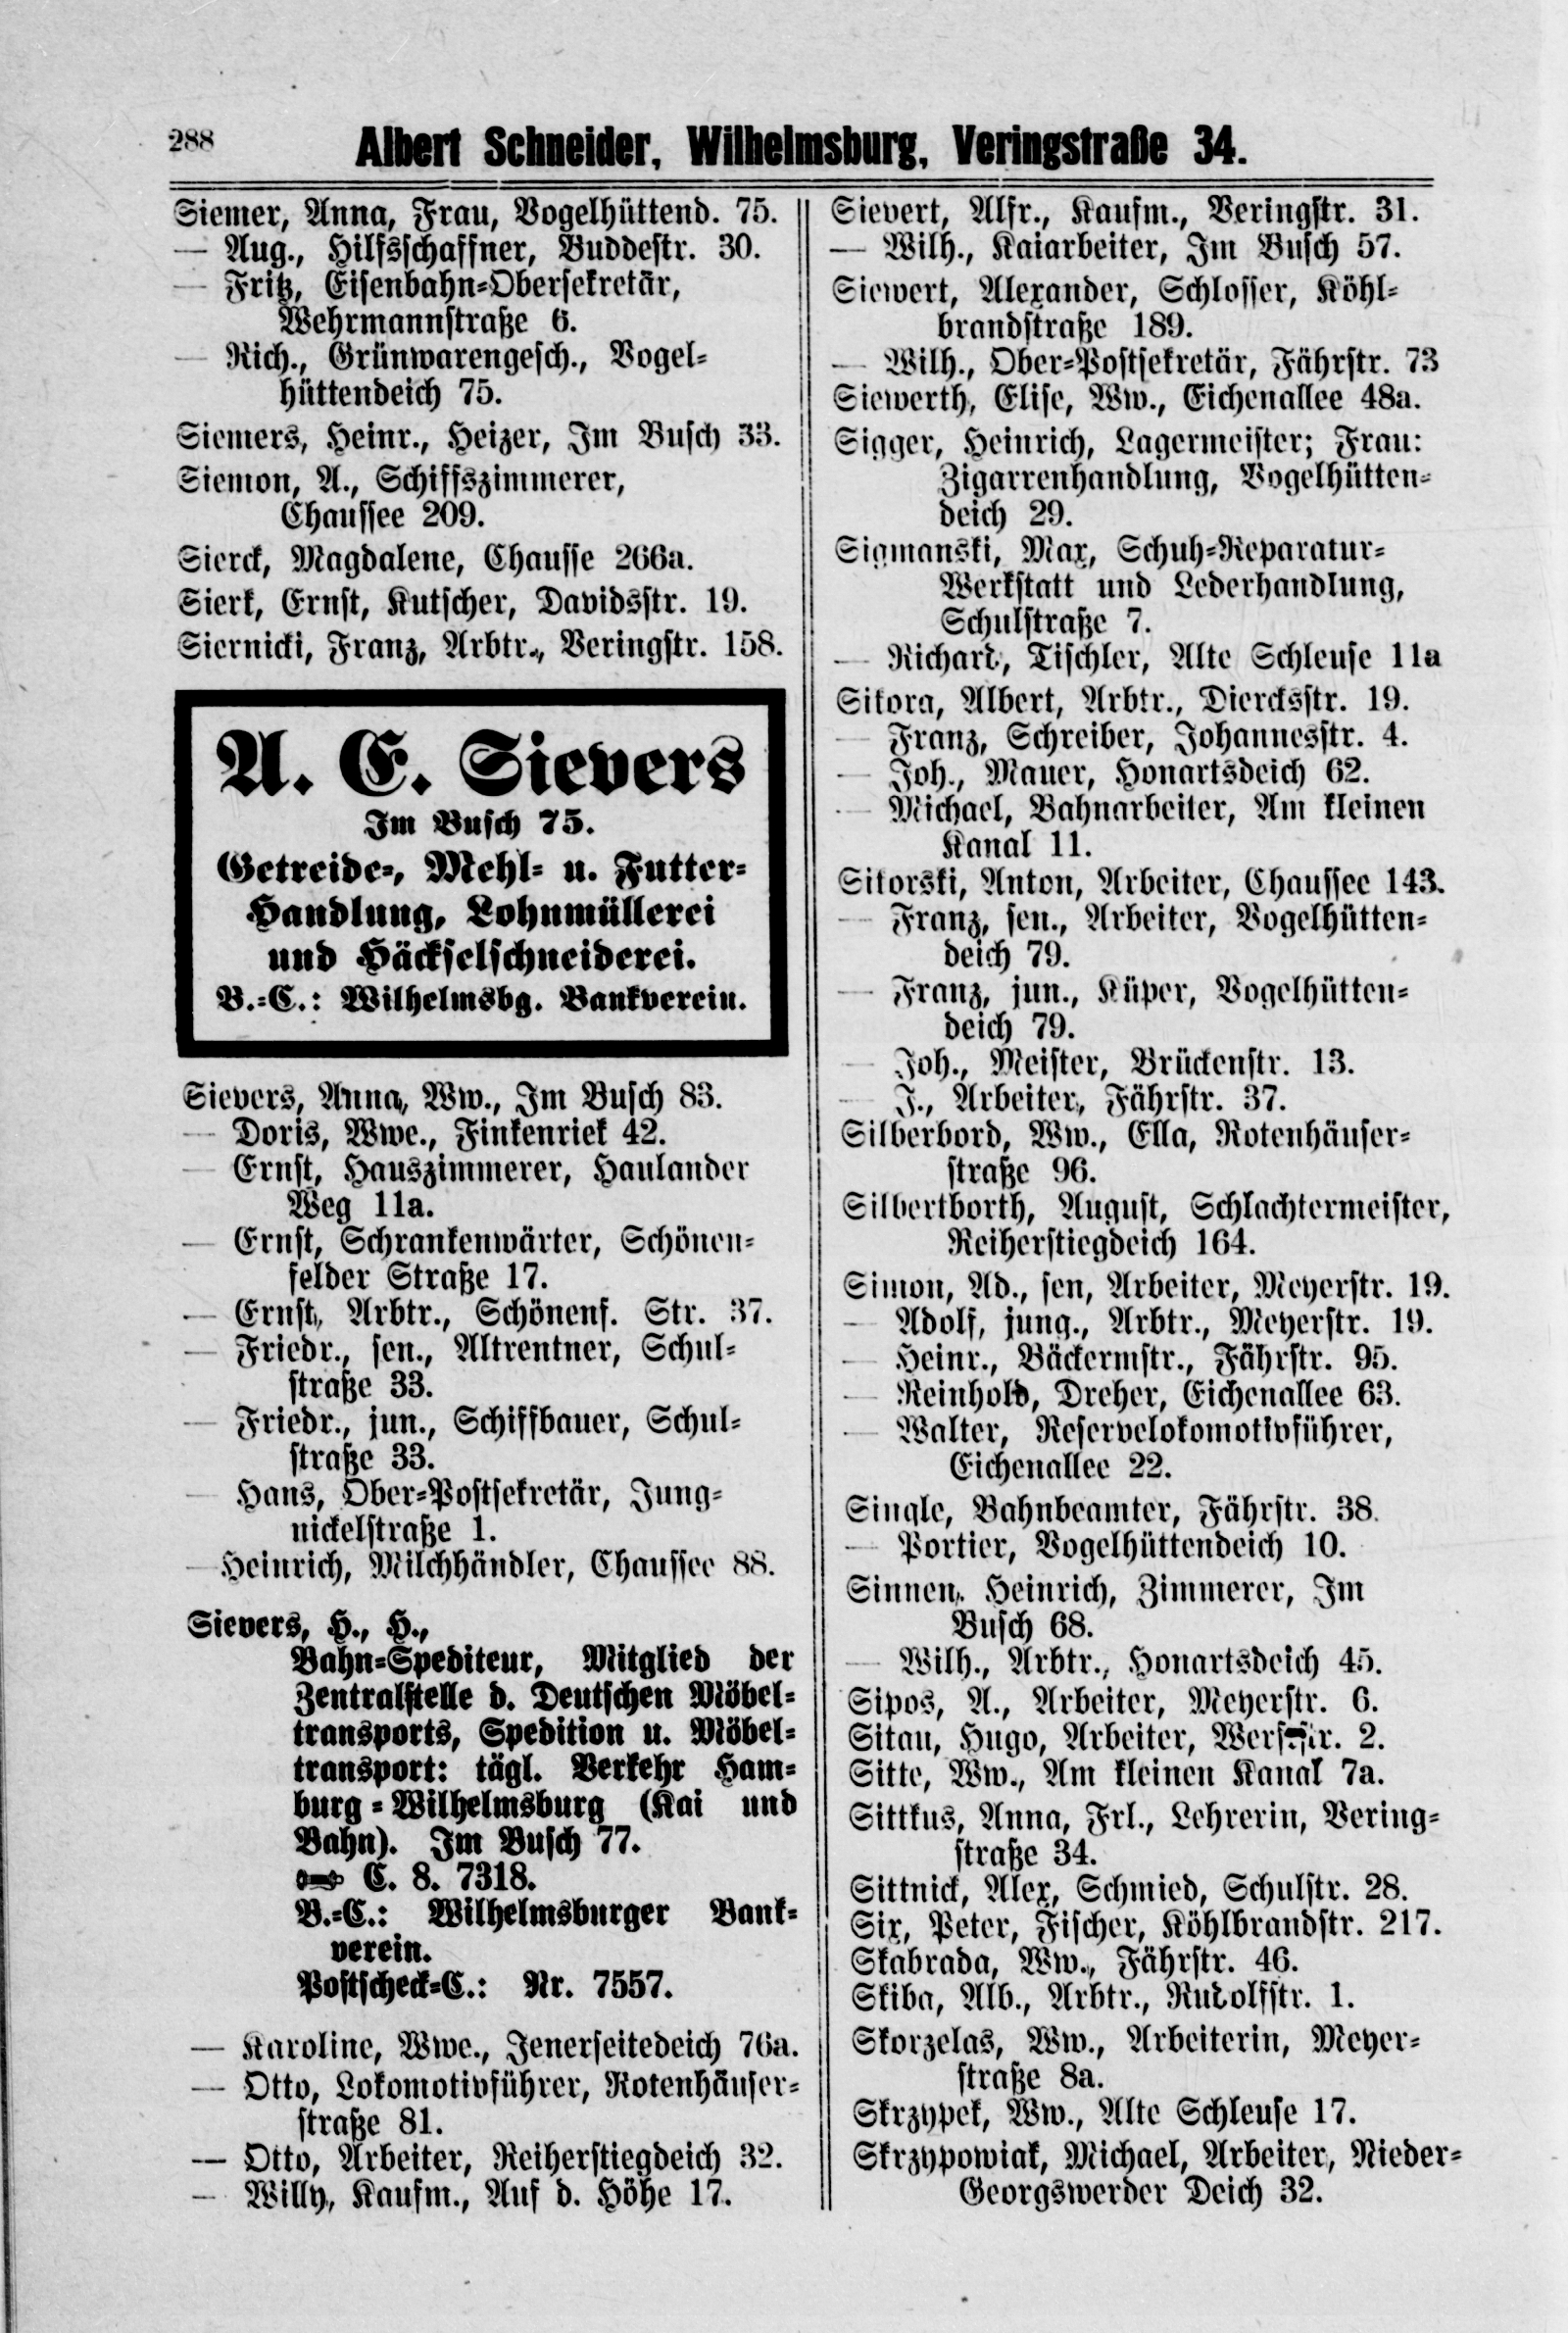 288
Albert Schneider, Wilhelmsburg, Veringstraße 34.
Siemer, Anna, Frau, Vogelhüttend. 75.
— Aug., Hilfsschaffner, Buddestr. 30.
— Fritz, Eisenbahn-Obersekretär,
Wehrmannstraße 6.
— Rich., Grünwarengesch., Vogel-
hüttendeich 75.
Siemers, Heinr., Heizer, Im Busch 33.
Siemon, A., Schiffszimmerer,
Chaussee 209.
Sierck, Magdalene, Chausse 266a.
Sierk, Ernst, Kutscher, Davidsstr. 19.
Siernicki, Franz, Arbtr., Veringstr. 158.
A. E. Sievers
Im Busch 75.
Getreide-, Mehl- u. Futter-
Handlung, Lohnmüllerei
und Häckselschneiderei.
B.-C.: Wilhelmsbg. Bankverein.
Sievers, Anna, Ww., Im Busch 83.
— Doris, Wwe., Finkenriek 42.
— Ernst, Hauszimmerer, Haulander
Weg 11a.
— Ernst, Schrankenwärter, Schönen-
felder Straße 17.
— Ernst, Arbtr., Schönenf. Str. 37.
— Friedr., sen., Altrentner, Schul-
straße 33.
— Friedr., jun., Schiffbauer, Schul-
straße 33.
— Hans, Ober-Postsekretär, Jung-
nickelstraße 1.
— Heinrich, Milchhändler, Chaussee 88.
Sievers, H., H.,
Bahn-Spediteur, Mitglied der
Zentralstelle d. Deutschen Möbel-
transports, Spedition u. Möbel-
transport: tägl. Verkehr Ham-
burg-Wilhelmsburg (Kai und
Bahn). Im Busch 77.
C. 8. 7318.
B.-C.: Wilhelmsburger Bank-
verein.
Postscheck-C.: Nr. 7557.
— Karoline, Wwe., Jenerseitedeich 76a.
— Otto, Lokomotivführer, Rotenhäuser-
straße 81.
— Otto, Arbeiter, Reiherstiegdeich 32.
— Willy, Kaufm., Auf d. Höhe 17.
Sievert, Alfr., Kaufm., Veringstr. 31.
— Wilh., Kaiarbeiter, Im Busch 57.
Siewert, Alexander, Schlosser, Köhl-
brandstraße 189.
— Wilh., Ober-Postsekretär, Fährstr. 73
Siewerth, Elise, Ww., Eichenallee 48a.
Sigger, Heinrich, Lagermeister; Frau:
Zigarrenhandlung, Vogelhütten-
deich 29.
Sigmanski, Max, Schuh-Reparatur-
Werkstatt und Lederhandlung,
Schulstraße 7.
— Richard, Tischler, Alte Schleuse 11a
Sikora, Albert, Arbtr., Diercksstr. 19.
— Franz, Schreiber, Johannesstr. 4.
— Joh., Mauer, Honartsdeich 62.
— Michael, Bahnarbeiter, Am kleinen
Kanal 11.
Sikorski, Anton, Arbeiter, Chaussee 143.
— Franz, sen., Arbeiter, Vogelhütten-
deich 79.
— Franz, jun., Küper, Vogelhütten-
deich 79.
— Joh., Meister, Brückenstr. 13.
— J., Arbeiter, Fährstr. 37.
Silberbord, Ww., Ella, Rotenhäuser-
straße 96.
Silbertborth, August, Schlachtermeister,
Reiherstiegdeich 164.
Simon, Ad., sen, Arbeiter, Meyerstr. 19.
— Adolf, jung., Arbtr., Meyerstr. 19.
— Heinr., Bäckermstr., Fährstr. 95.
— Reinhold, Dreher, Eichenallee 63.
— Walter, Reservelokomotivführer,
Eichenallee 22.
Single, Bahnbeamter, Fährstr. 38.
— Portier, Vogelhüttendeich 10.
Sinnen, Heinrich, Zimmerer, Im
Busch 68.
— Wilh., Arbtr., Honartsdeich 45.
Sipos, A., Arbeiter, Meyerstr. 6.
Sitau, Hugo, Arbeiter, 2.
Sitte, Ww., Am kleinen Kanal 7a.
Sittkus, Anna, Frl., Lehrerin, Vering-
straße 34.
Sittnick, Alex, Schmied, Schulstr. 28.
Six, Peter, Fischer, Köhlbrandstr. 217.
Skabrada, Ww., Fährstr. 46.
Skiba, Alb., Arbtr., Rudolfstr. 1.
Skorzelas, Ww., Arbeiterin, Meyer-
straße 8a.
Skrzypek, Ww., Alte Schleuse 17.
Skrzypowiak, Michael, Arbeiter, Nieder-
Georgswerder Deich 32.